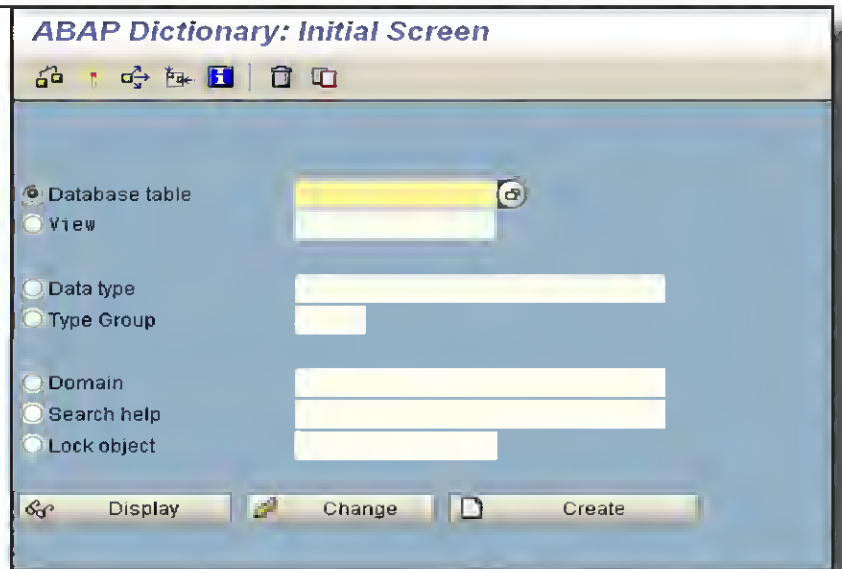 ABAP Dictionary: Initial Screen
Database table
View
Data type
Type Group
Domain
Search help
Lock object
Display Change Create